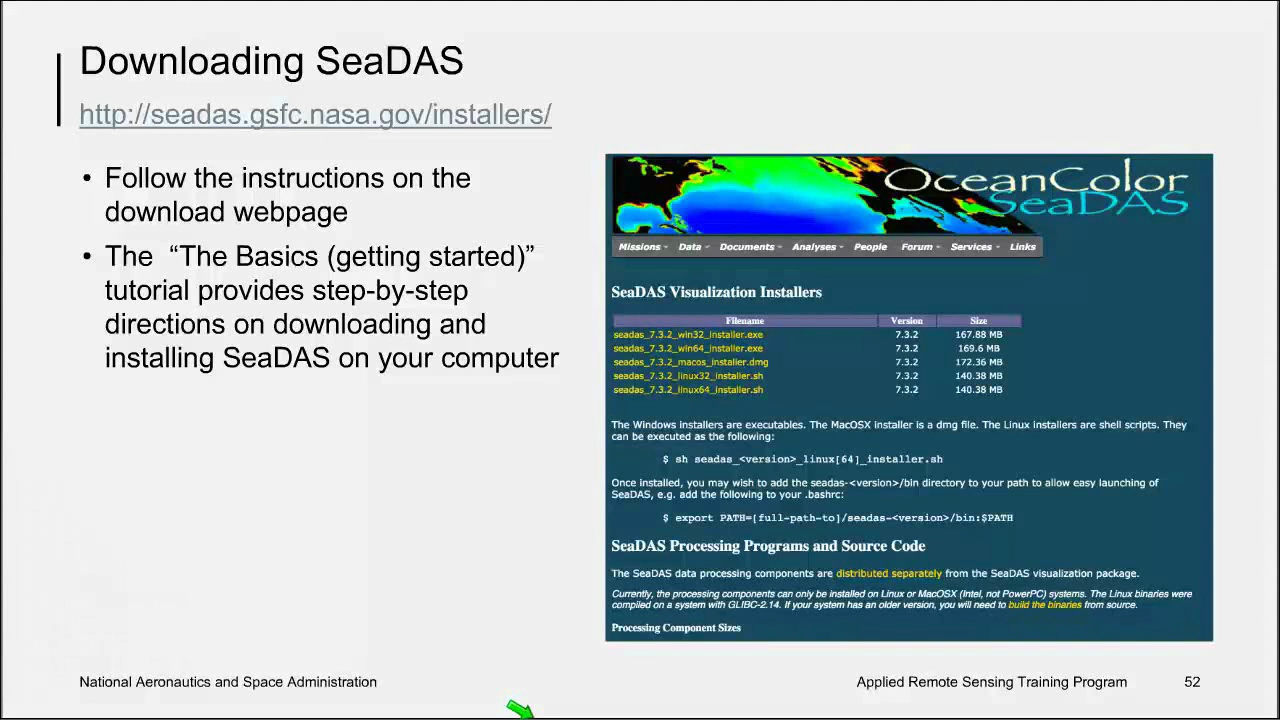 Downloading SeaDAS
http://seadas.gsfc.nasa.gov/installers/
• Follow the instructions on the
download webpage
• The “The Basics (getting started)”
tutorial provides step-by-step
directions on downloading and
installing SeaDAS on your computer
OceanColor
SeaDAS
Missions Data Documents Analyses People Forum Services Links
SeaDAS Visualization Installers
Filename Version Size
seadas_7.3.2_win32_installer.exe 7.3.2 167.88 MB
seadas_7.3.2_win64_installer.exe 7.3.2 169.6 MB
seadas_7.3.2_macos_installer.dmg 7.3.2 172.36 MB
seadas_7.3.2_linux32_installer.sh 7.3.2 140.38 MB
seadas_7.3.2_linux64_installer.sh 7.3.2 140.38 MB
The Windows installers are executables. The MacOSX installer is a dmg file. The Linux installers are shell scripts. They
can be executed as the following:
$ sh seadas_<version>_linux[64]_installer.sh
Once installed, you may wish to add the seadas-<version>/bin directory to your path to allow easy launching of
SeaDAS, e.g. add the following to your .bashrc:
$ export PATH=[full-path-to]/seadas-<version>/bin:$PATH
SeaDAS Processing Programs and Source Code
The SeaDAS data processing components are distributed separately from the SeaDAS visualization package.
Currently, the processing components can only be installed on Linux or MacOSX (Intel, not PowerPC) systems. The Linux binaries were
compiled on a system with GLIBC-2.14. If your system has an older version, you will need to build the binaries from source.
Processing Component Sizes
National Aeronautics and Space Administration
Applied Remote Sensing Training Program 52